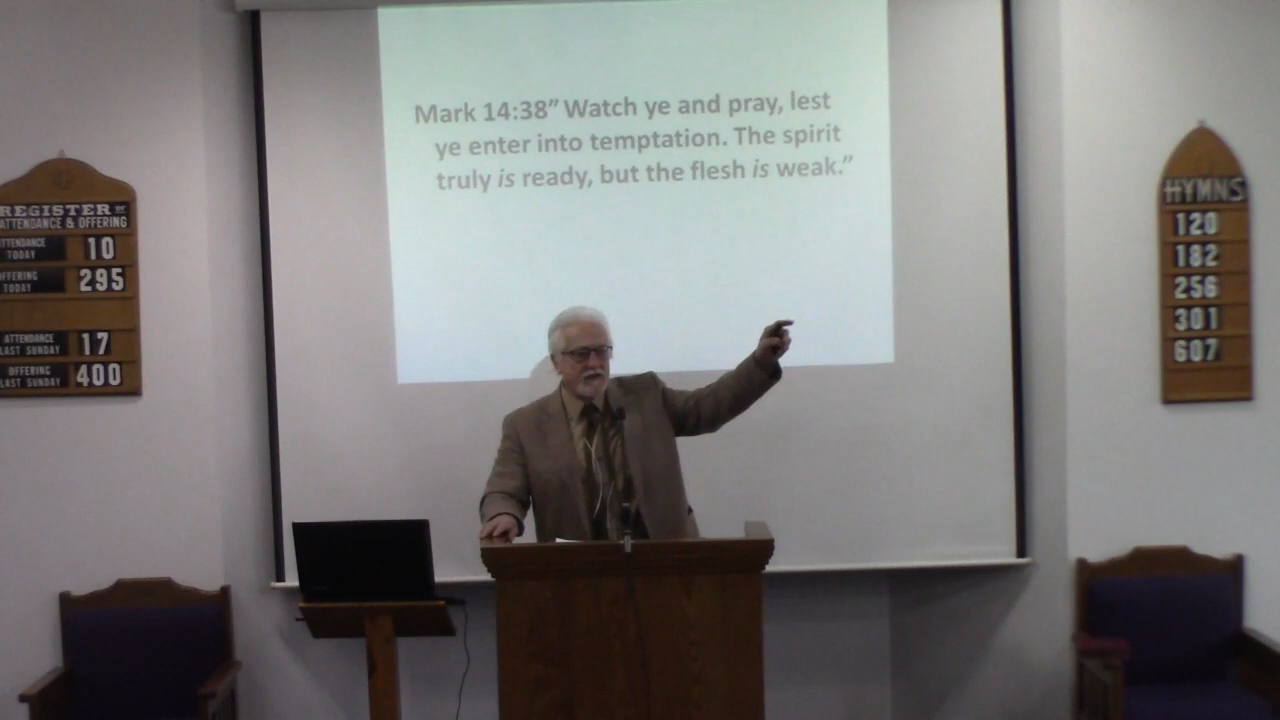 Mark 14:38” Watch ye and pray, lest
ye enter into temptation. The spirit
truly is ready, but the flesh is weak.”
REGISTER OF
ATTENDANCE & OFFERING
ATTENDANCE
TODAY
10
OFFERING
TODAY
295
ATTENDANCE
LAST SUNDAY
17
OFFERING
LAST SUNDAY
400
HYMNS
120
182
256
301
607